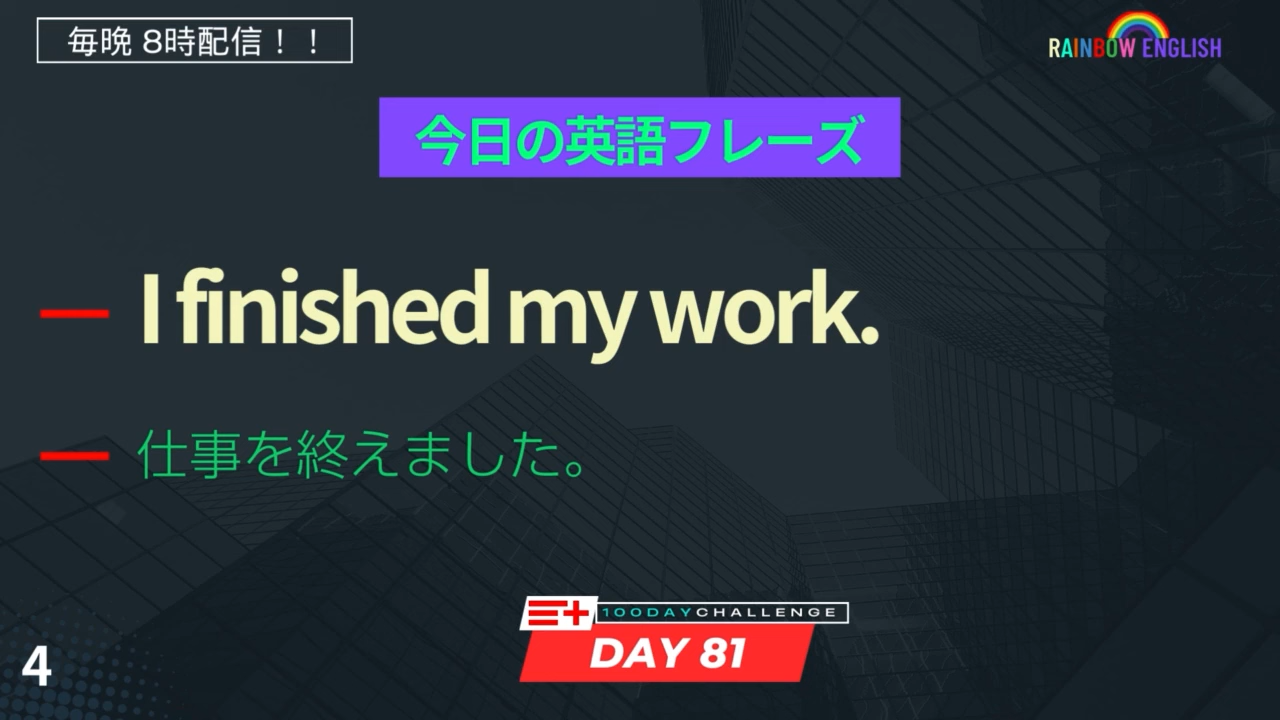 毎晩 8時配信！！
RAINBOW ENGLISH
今日の英語フレーズ
I finished my work.
仕事を終えました。
100DAYCHALLENGE
DAY 81
4